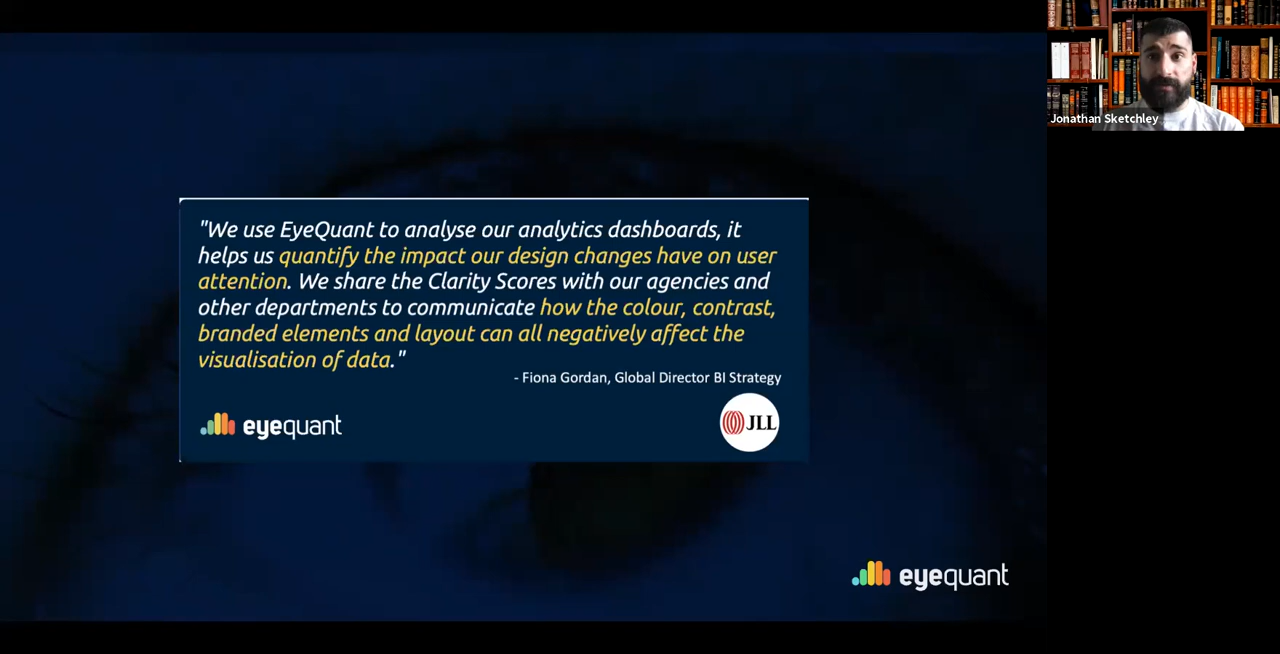 "We use EyeQuant to analyse our analytics dashboards, it
helps us quantify the impact our design changes have on user
attention. We share the Clarity Scores with our agencies and
other departments to communicate how the colour, contrast,
branded elements and layout can all negatively affect the
visualisation of data."
- Fiona Gordan, Global Director BI Strategy
eyequant
JLL
eyequant
Jonathan Sketchley